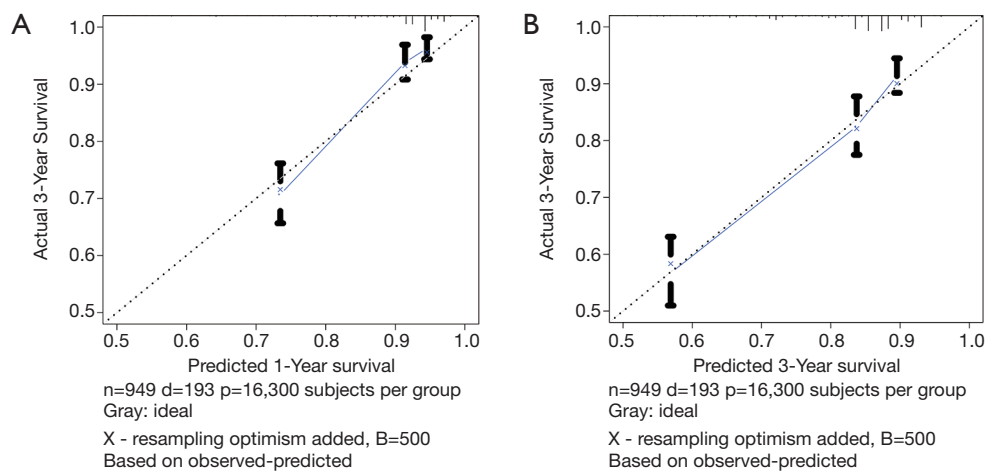 A
1.0
0.9
0.8
0.7
0.6
0.5
Actual 3-Year Survival
0.5 0.6 0.7 0.8 0.9 1.0
Predicted 1-Year survival
n=949 d=193 p=16,300 subjects per group
Gray: ideal
X - resampling optimism added, B=500
Based on observed-predicted
B
1.0
0.9
0.8
0.7
0.6
0.5
Actual 3-Year Survival
0.5 0.6 0.7 0.8 0.9 1.0
Predicted 3-Year survival
n=949 d=193 p=16,300 subjects per group
Gray: ideal
X - resampling optimism added, B=500
Based on observed-predicted